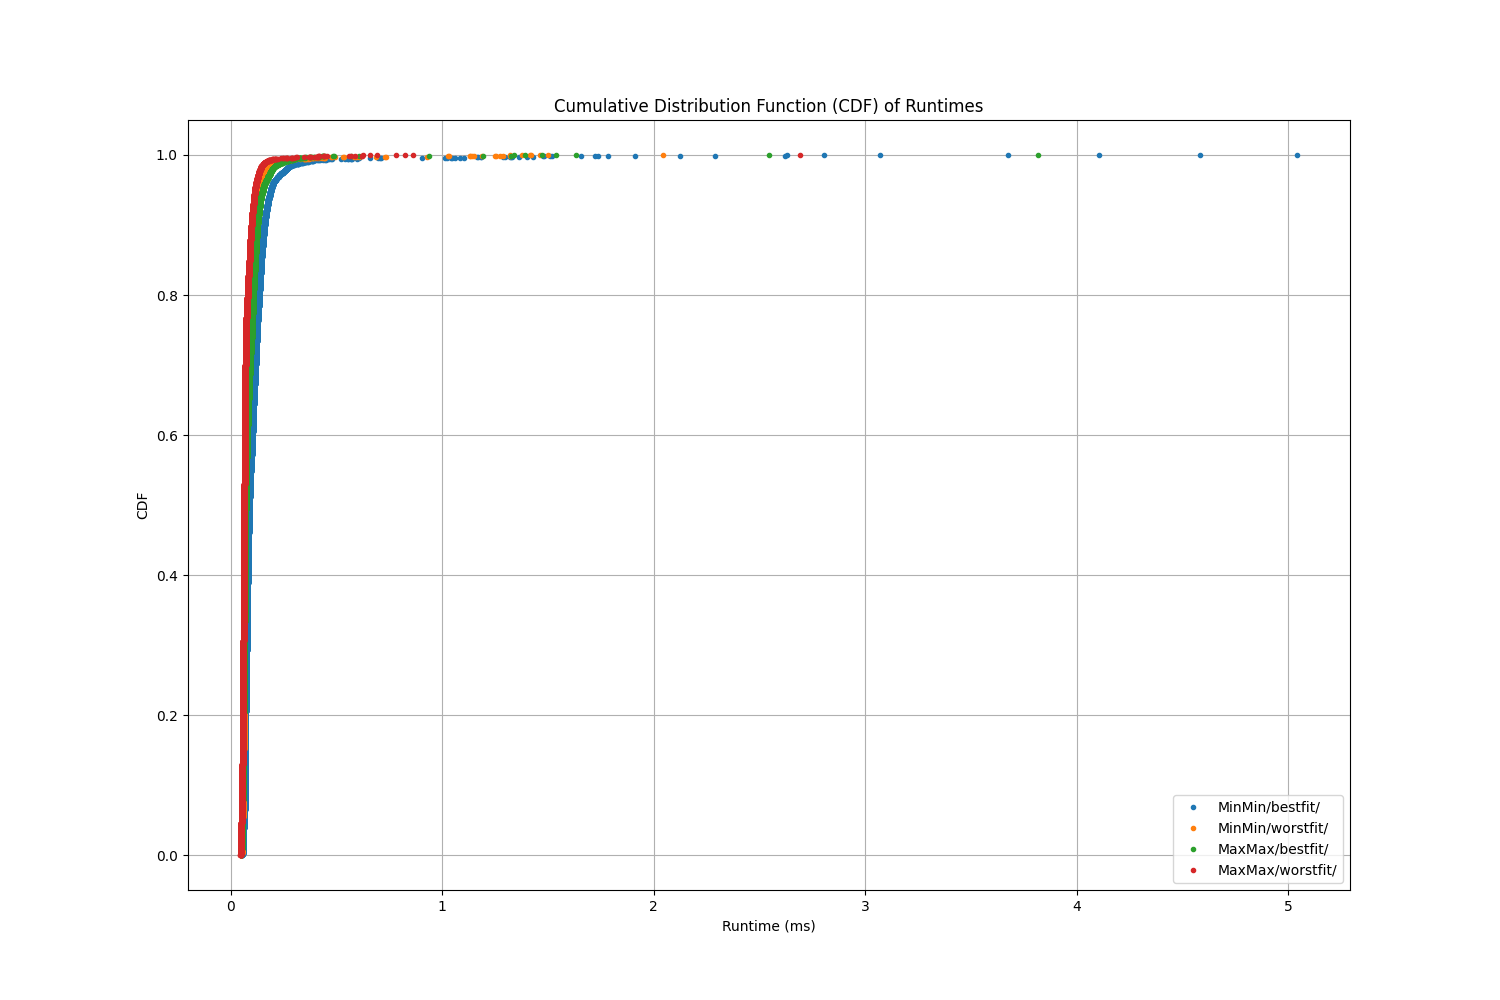 Cumulative Distribution Function (CDF) of Runtimes
1.0
0.8
0.6
0.4
0.2
0.0
CDF
0 1 2 3 4 5
Runtime (ms)
MinMin/bestfit/
MinMin/worstfit/
MaxMax/bestfit/
MaxMax/worstfit/